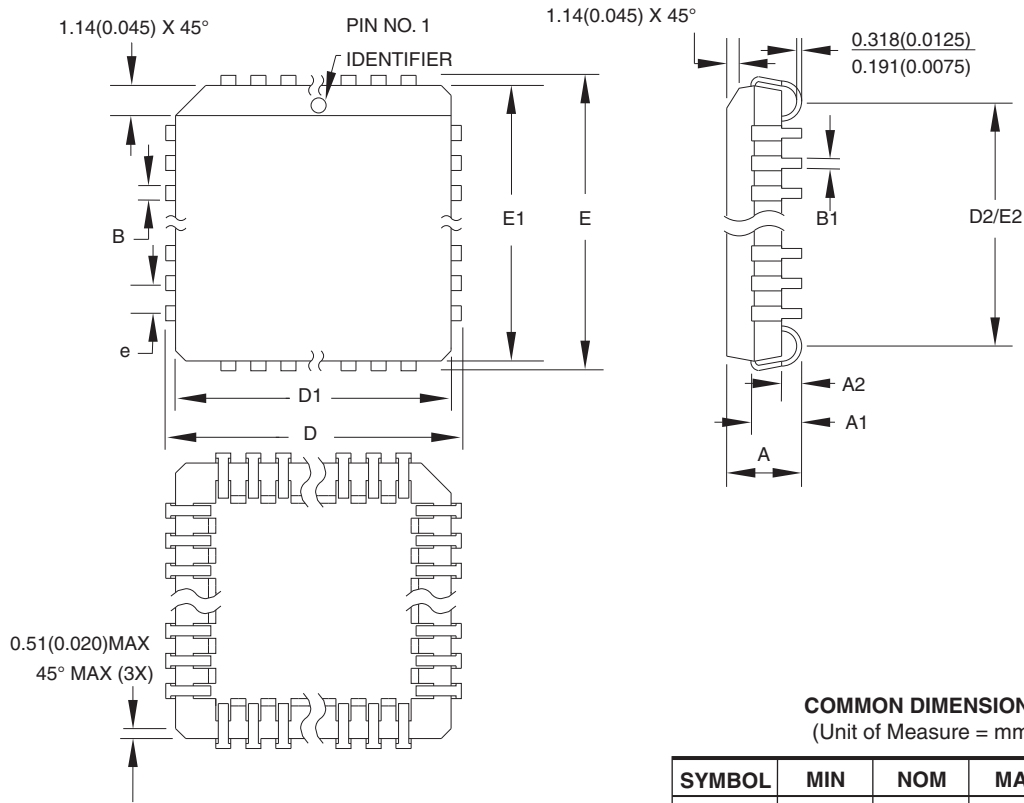 1.14(0.045) X 45°
PIN NO. 1
IDENTIFIER
1.14(0.045) X 45°
0.318(0.0125)
0.191(0.0075)
B
e
E1
E
B1
D2/E2
D1
D
A2
A1
A
0.51(0.020)MAX
45° MAX (3X)
COMMON DIMENSION
(Unit of Measure = mm
SYMBOL MIN NOM MA